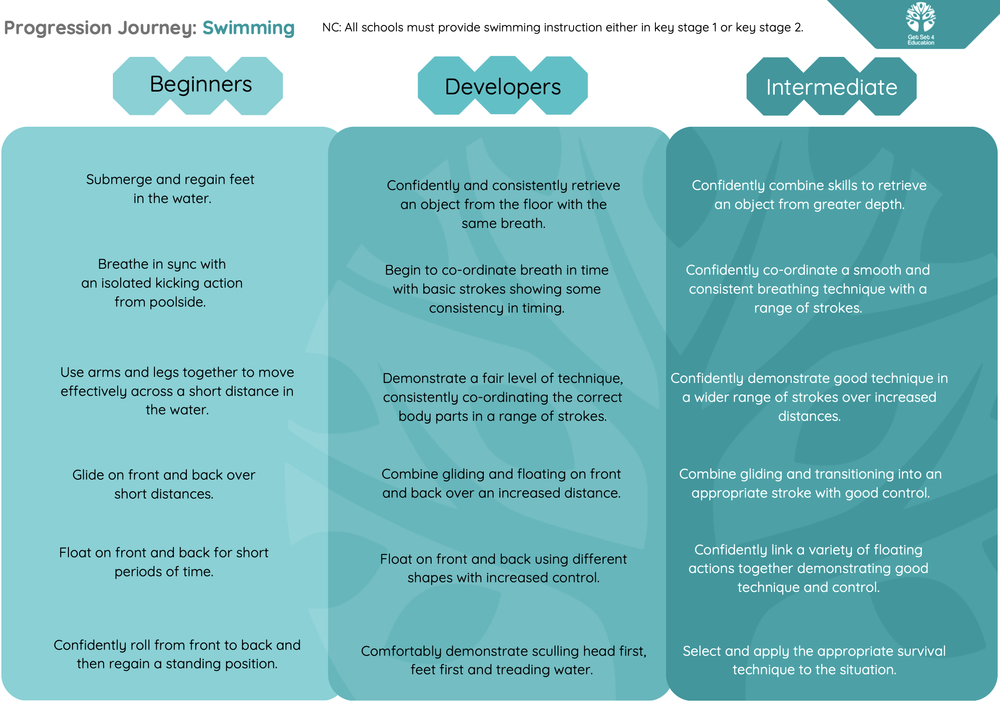 Progression Journey: Swimming
NC: All schools must provide swimming instruction either in key stage 1 or key stage 2.
Get Set 4
Education
Beginners
Developers
Intermediate
Submerge and regain feet
in the water.
Confidently and consistently retrieve
an object from the floor with the
same breath.
Confidently combine skills to retrieve
an object from greater depth.
Breathe in sync with
an isolated kicking action
from poolside.
Begin to co-ordinate breath in time
with basic strokes showing some
consistency in timing.
Confidently co-ordinate a smooth and
consistent breathing technique with a
range of strokes.
Use arms and legs together to move
effectively across a short distance in
the water.
Demonstrate a fair level of technique,
consistently co-ordinating the correct
body parts in a range of strokes.
Confidently demonstrate good technique in
a wider range of strokes over increased
distances.
Glide on front and back over
short distances.
Combine gliding and floating on front
and back over an increased distance.
Combine gliding and transitioning into an
appropriate stroke with good control.
Float on front and back for short
periods of time.
Float on front and back using different
shapes with increased control.
Confidently link a variety of floating
actions together demonstrating good
technique and control.
Confidently roll from front to back and
then regain a standing position.
Comfortably demonstrate sculling head first,
feet first and treading water.
Select and apply the appropriate survival
technique to the situation.